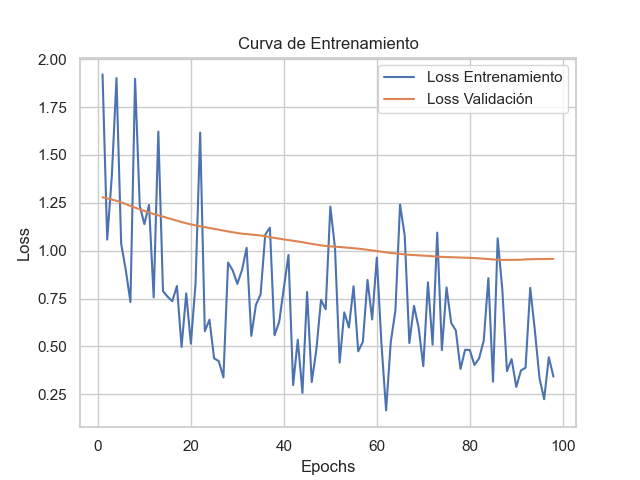 Curva de Entrenamiento
Loss Entrenamiento
Loss Validación
2.00
1.75
1.50
1.25
1.00
0.75
0.50
0.25
Loss
0 20 40 60 80 100
Epochs